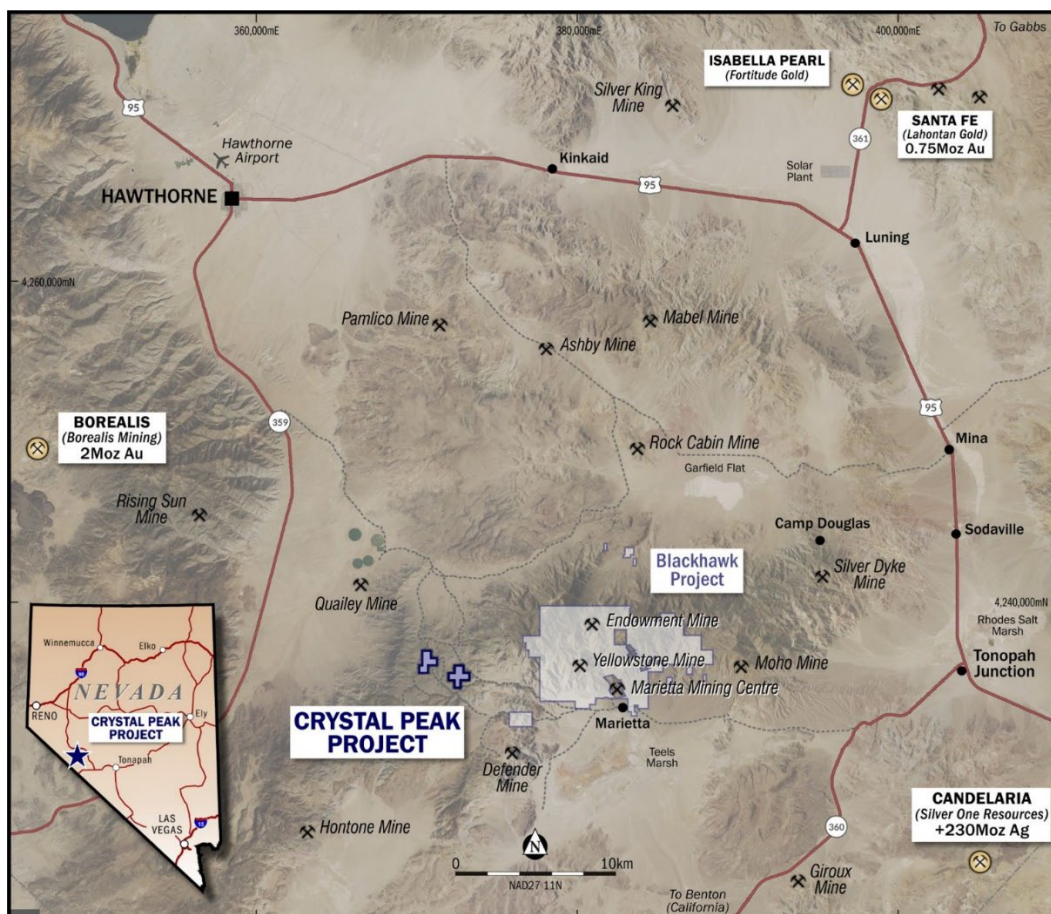 360,000mE
380,000mE
400,000mE
To Gabbs
ISABELLA PEARL
(Fortitude Gold)
Silver King
Mine
SANTA FE
(Lahontan Gold)
0.75Moz Au
95
Hawthorne
Airport
361
Kinkaid
Solar
Plant
95
HAWTHORNE
Luning
4,260,000mN
Pamlico Mine
Mabel Mine
Ashby Mine
95
359
BOREALIS
(Borealis Mining)
2Moz Au
Rock Cabin Mine
Mina
Garfield Flat
Rising Sun
Mine
Camp Douglas
Sodaville
Blackhawk
Project
Silver Dyke
Mine
Quailey Mine
4,240,000mN
Endowment Mine
Rhodes Salt
Marsh
Yellowstone Mine
Moho Mine
Tonopah
Junction
Marietta Mining Centre
Marietta
CRYSTAL PEAK
PROJECT
Teels
Marsh
Defender
Mine
CANDELARIA
(Silver One Resources)
+230Moz Ag
Hontone Mine
360
N
0
10km
NAD27 11N
Giroux
Mine
To Benton
(California)
Winnemucca
Elko
80
NEVADA
RENO
Ely
CRYSTAL PEAK
PROJECT
Tonapah
LAS
VEGAS
15